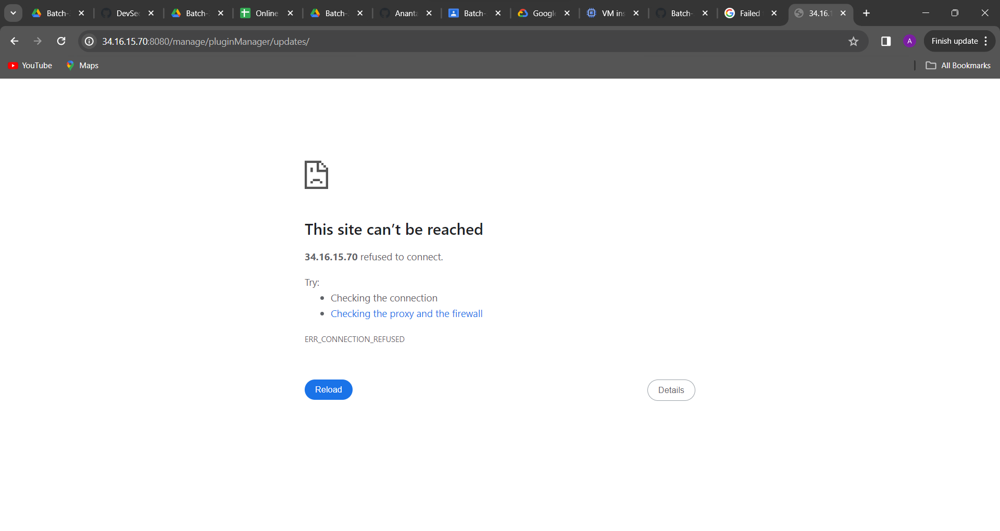 Batch-
DevSec
Batch-
Online
Batch-
Ananta
Batch-
Google
VM ins
Batch-
Failed
34.16.1
34.16.15.70:8080/manage/pluginManager/updates/
A
Finish update
YouTube
Maps
All Bookmarks
This site can’t be reached
34.16.15.70 refused to connect.
Try:
Checking the connection
Checking the proxy and the firewall
ERR_CONNECTION_REFUSED
Reload
Details